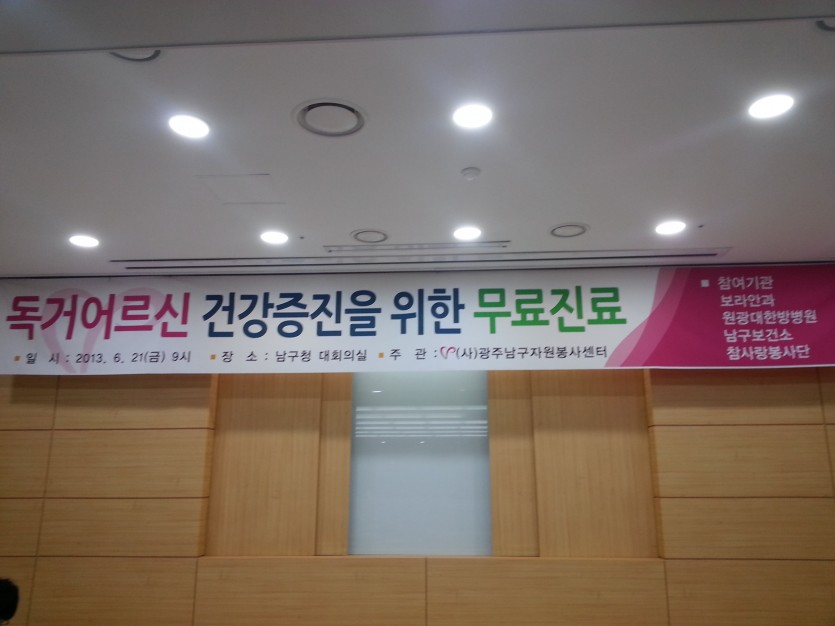 독거어르신 건강증진을 위한 무료진료
■ 일 시 : 2013. 6. 21(금) 9시 ■ 장 소 : 남구청 대회의실 ■ 주 관 : (사)광주남구자원봉사센터
■ 참여기관
보라안과
원광대한방병원
남구보건소
참사랑봉사단